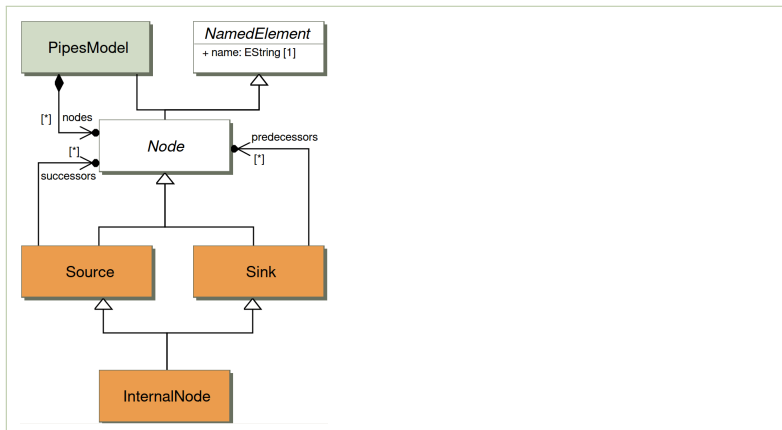 PipesModel
NamedElement
+ name: EString [1]
[*] nodes
predecessors
[*]
Node
[*]
successors
Source
Sink
InternalNode